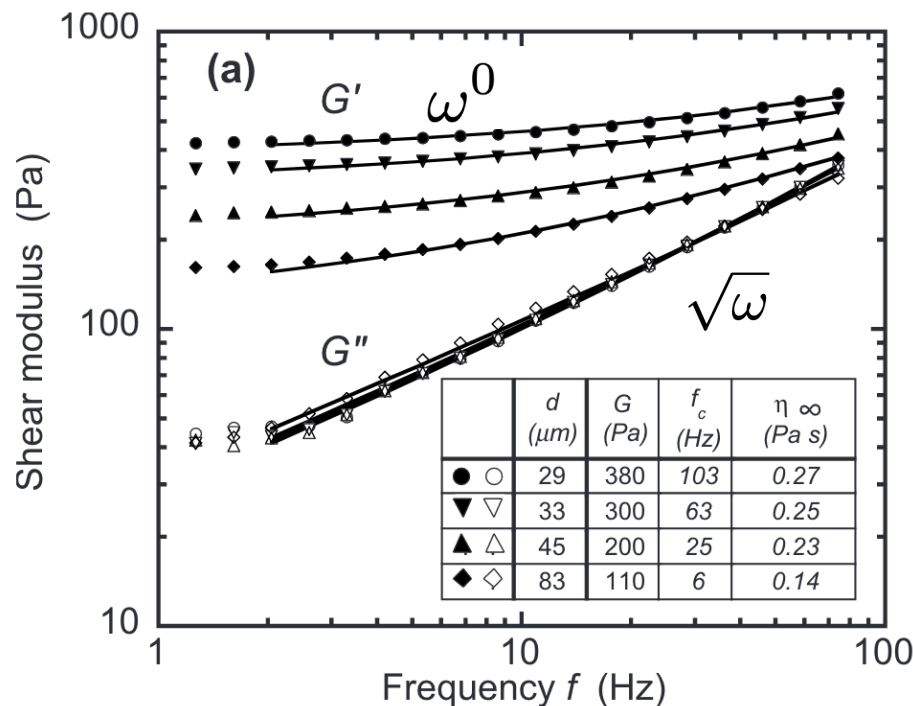 1000
(a)
G' ω⁰
Shear modulus (Pa)
100
G" √ω
d G f_c η ∞
(μm) (Pa) (Hz) (Pa s)
29 380 103 0.27
33 300 63 0.25
45 200 25 0.23
83 110 6 0.14
10
1 10 100
Frequency f (Hz)